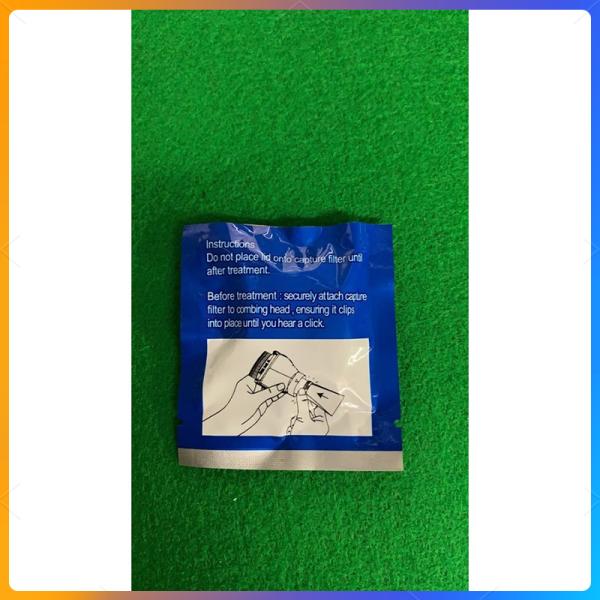 Instructions
Do not place lid onto capture filter until
after treatment.
Before treatment : securely attach capture
filter to combing head , ensuring it clips
into place until you hear a click.